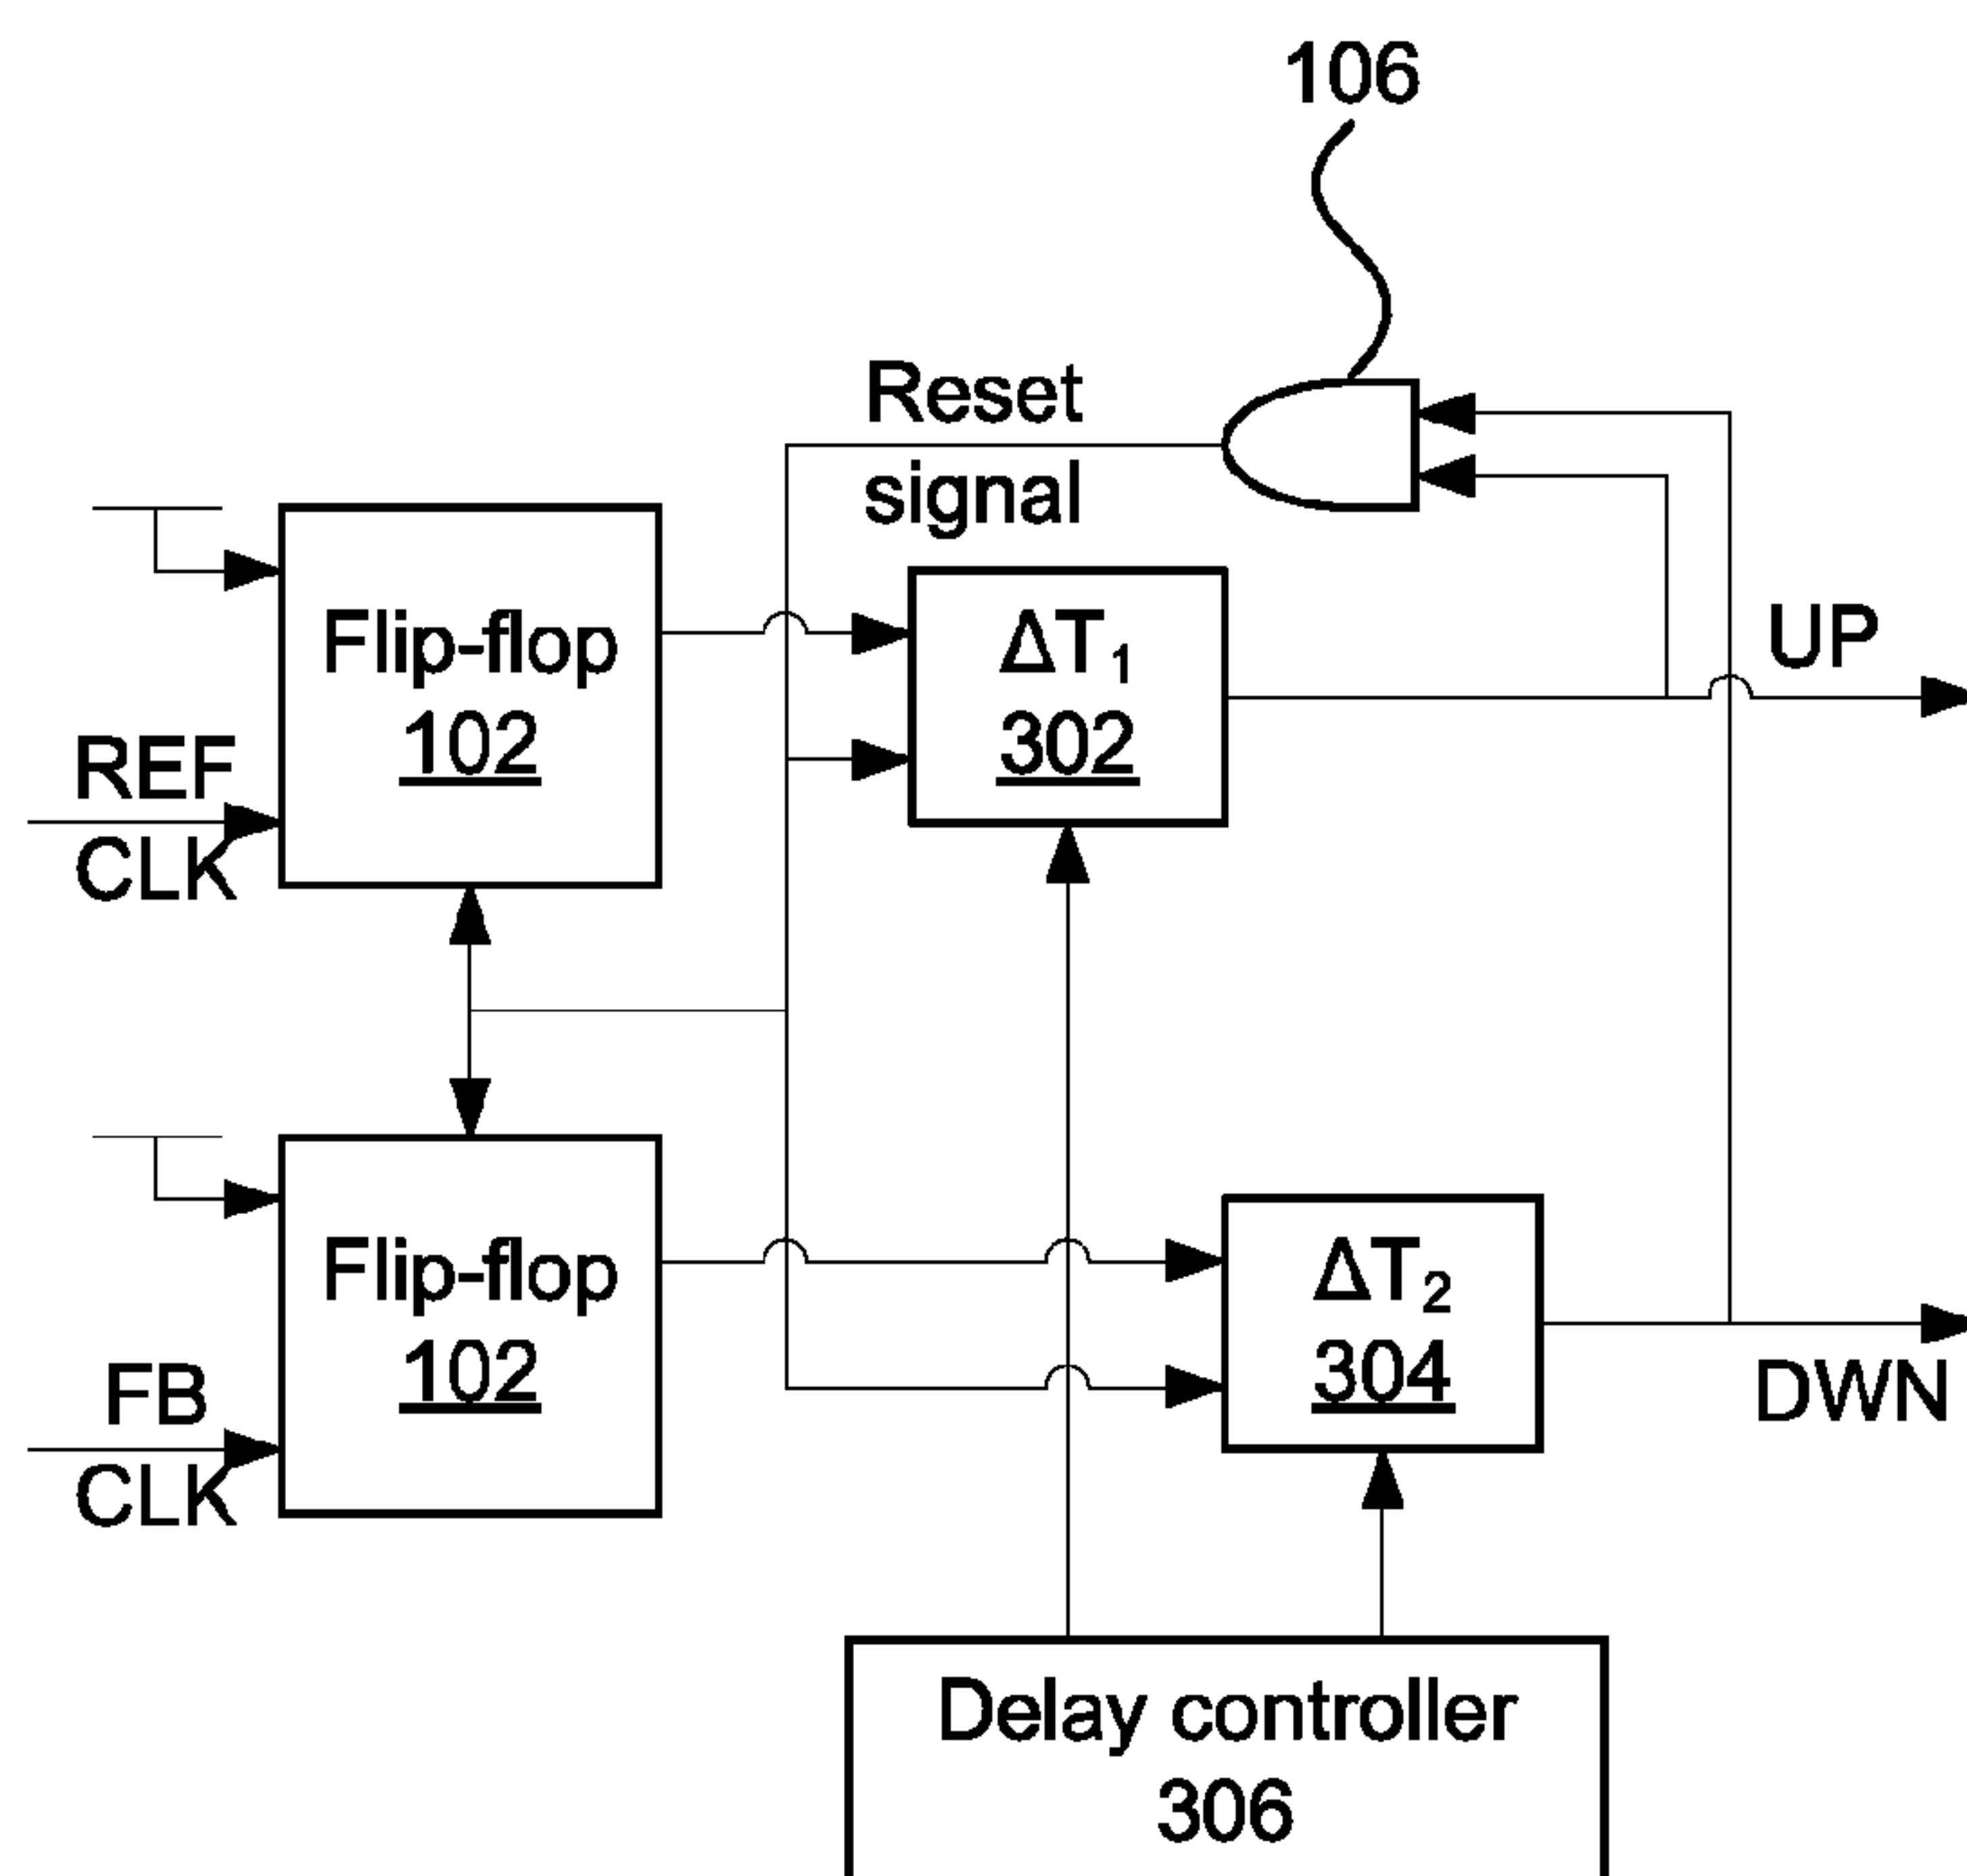 106
Reset
signal
Flip-flop
102
REF
CLK
ΔT₁
302
UP
Flip-flop
102
FB
CLK
ΔT₂
304
DWN
Delay controller
306